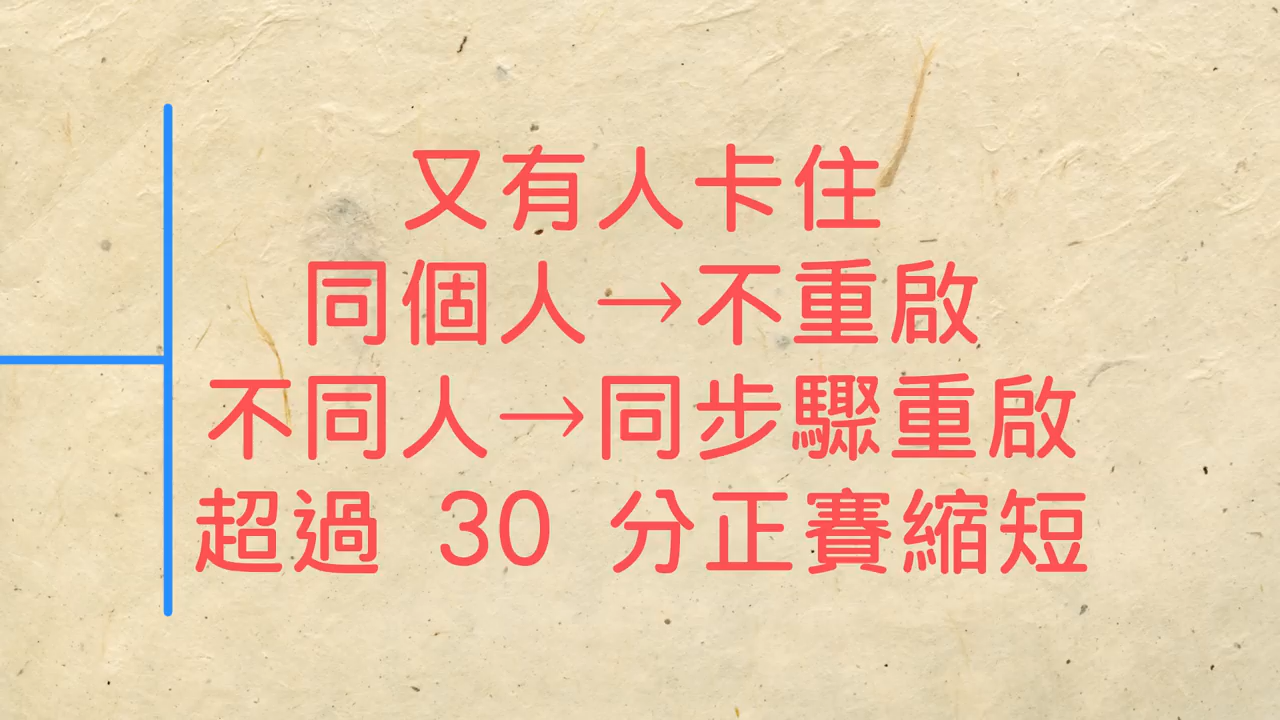 又有人卡住
同個人→不重啟
不同人→同步驟重啟
超過 30 分正賽縮短